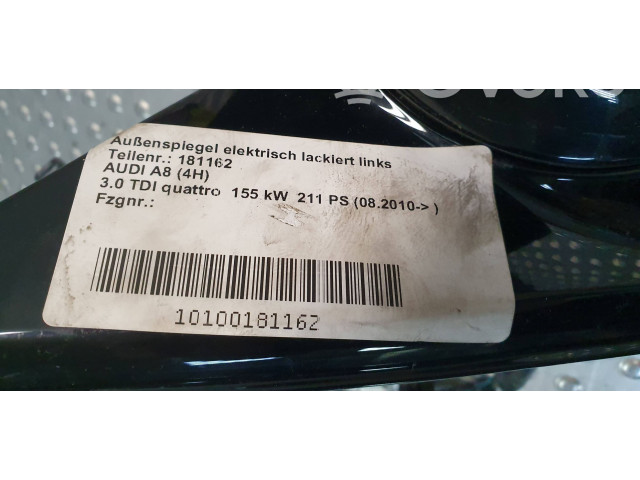 Außenspiegel elektrisch lackiert links
Teilenr.: 181162
AUDI A8 (4H)
3.0 TDI quattro 155 kW 211 PS (08.2010-> )
Fzgnr.:
10100181162